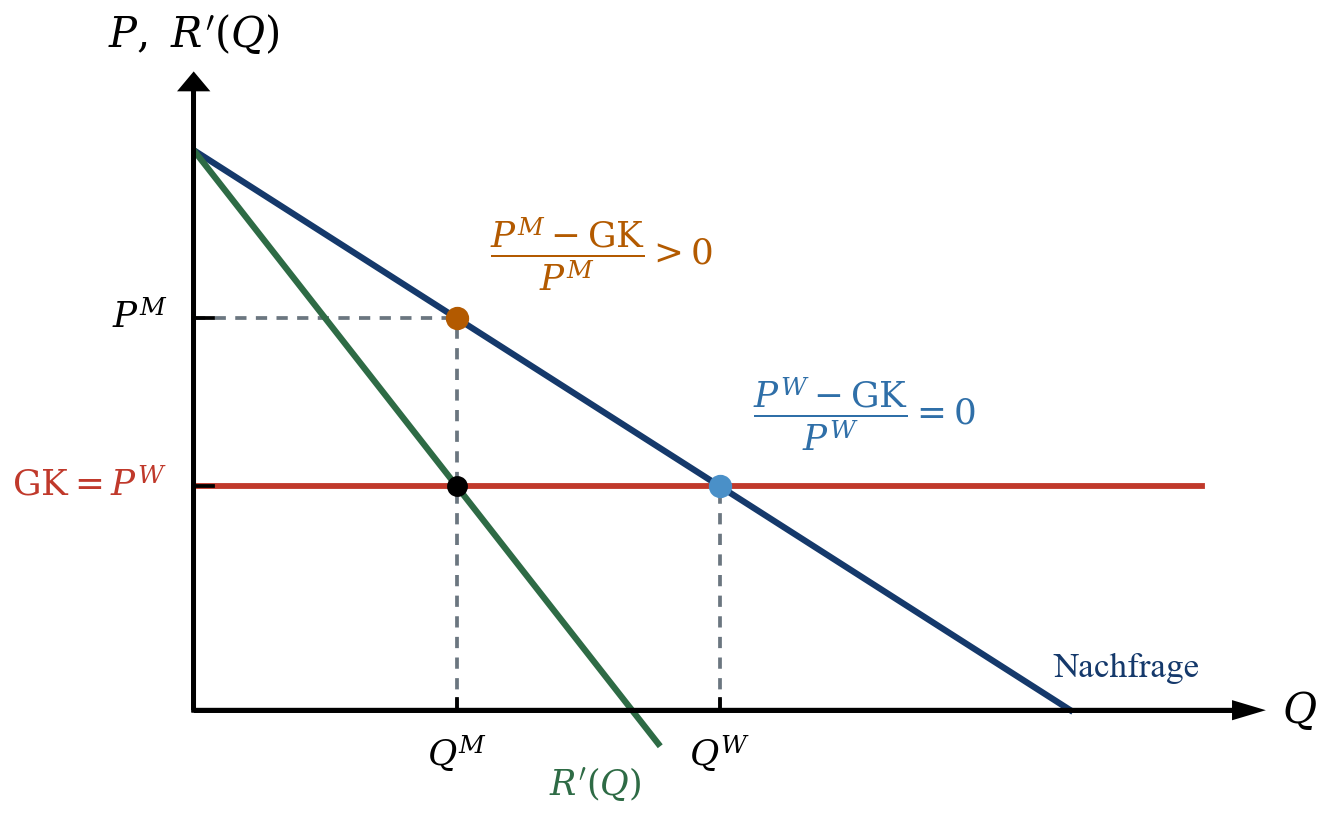 P, R′(Q)
(P^M − GK)/P^M > 0
P^M
(P^W − GK)/P^W = 0
GK = P^W
Nachfrage
Q
Q^M
Q^W
R′(Q)